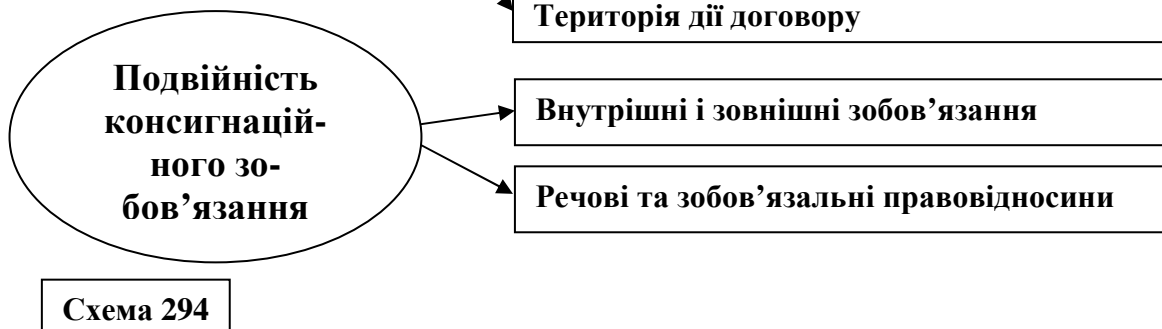 Територія дії договору
Подвійність
консигнацій-
ного зо-
бов’язання
Внутрішні і зовнішні зобов’язання
Речові та зобов’язальні правовідносини
Схема 294